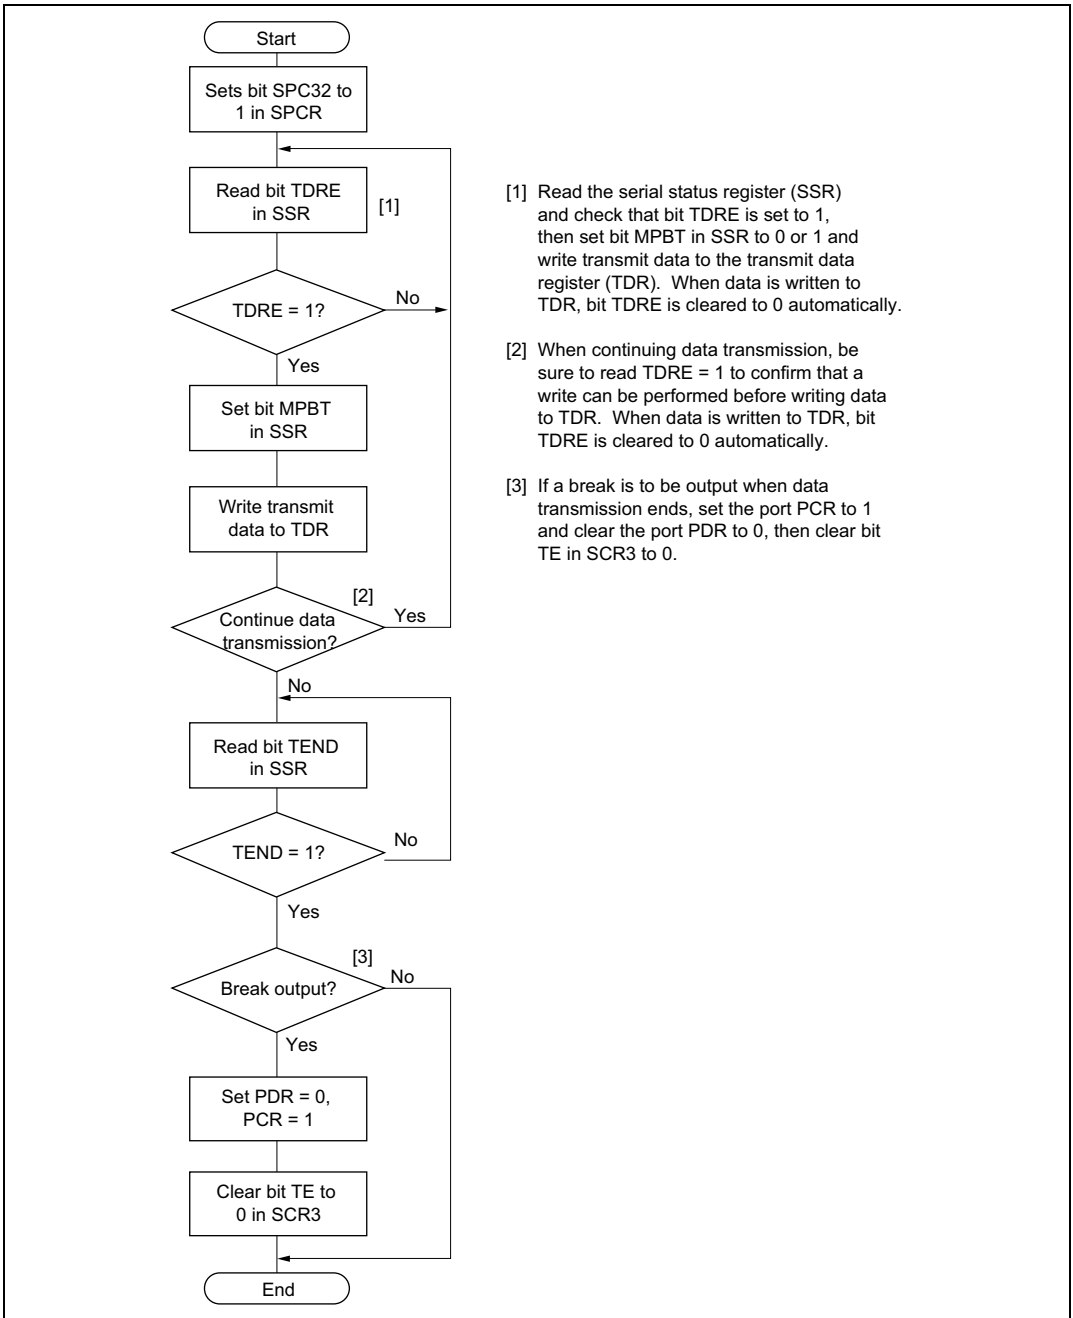 Start
Sets bit SPC32 to
1 in SPCR
Read bit TDRE
in SSR
[1]
TDRE = 1?
No
Yes
Set bit MPBT
in SSR
Write transmit
data to TDR
[2]
Continue data
transmission?
Yes
No
Read bit TEND
in SSR
TEND = 1?
No
Yes
[3]
Break output?
No
Yes
Set PDR = 0,
PCR = 1
Clear bit TE to
0 in SCR3
End
[1] Read the serial status register (SSR)
and check that bit TDRE is set to 1,
then set bit MPBT in SSR to 0 or 1 and
write transmit data to the transmit data
register (TDR). When data is written to
TDR, bit TDRE is cleared to 0 automatically.
[2] When continuing data transmission, be
sure to read TDRE = 1 to confirm that a
write can be performed before writing data
to TDR. When data is written to TDR, bit
TDRE is cleared to 0 automatically.
[3] If a break is to be output when data
transmission ends, set the port PCR to 1
and clear the port PDR to 0, then clear bit
TE in SCR3 to 0.